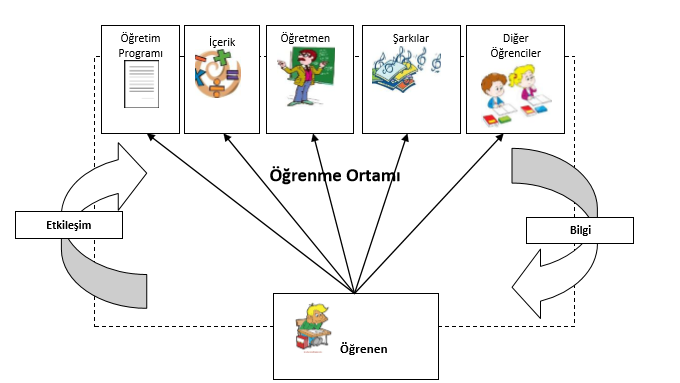 Öğretim
Programı
İçerik
Öğretmen
Şarkılar
Diğer
Öğrenciler
Öğrenme Ortamı
Etkileşim
Bilgi
Öğrenen